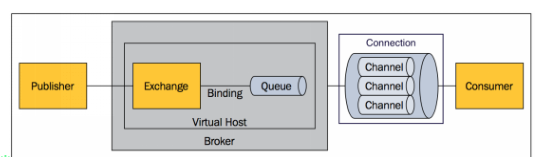 Connection
Channel
Publisher
Exchange
Queue
Channel
Consumer
Binding
Channel
Virtual Host
Broker